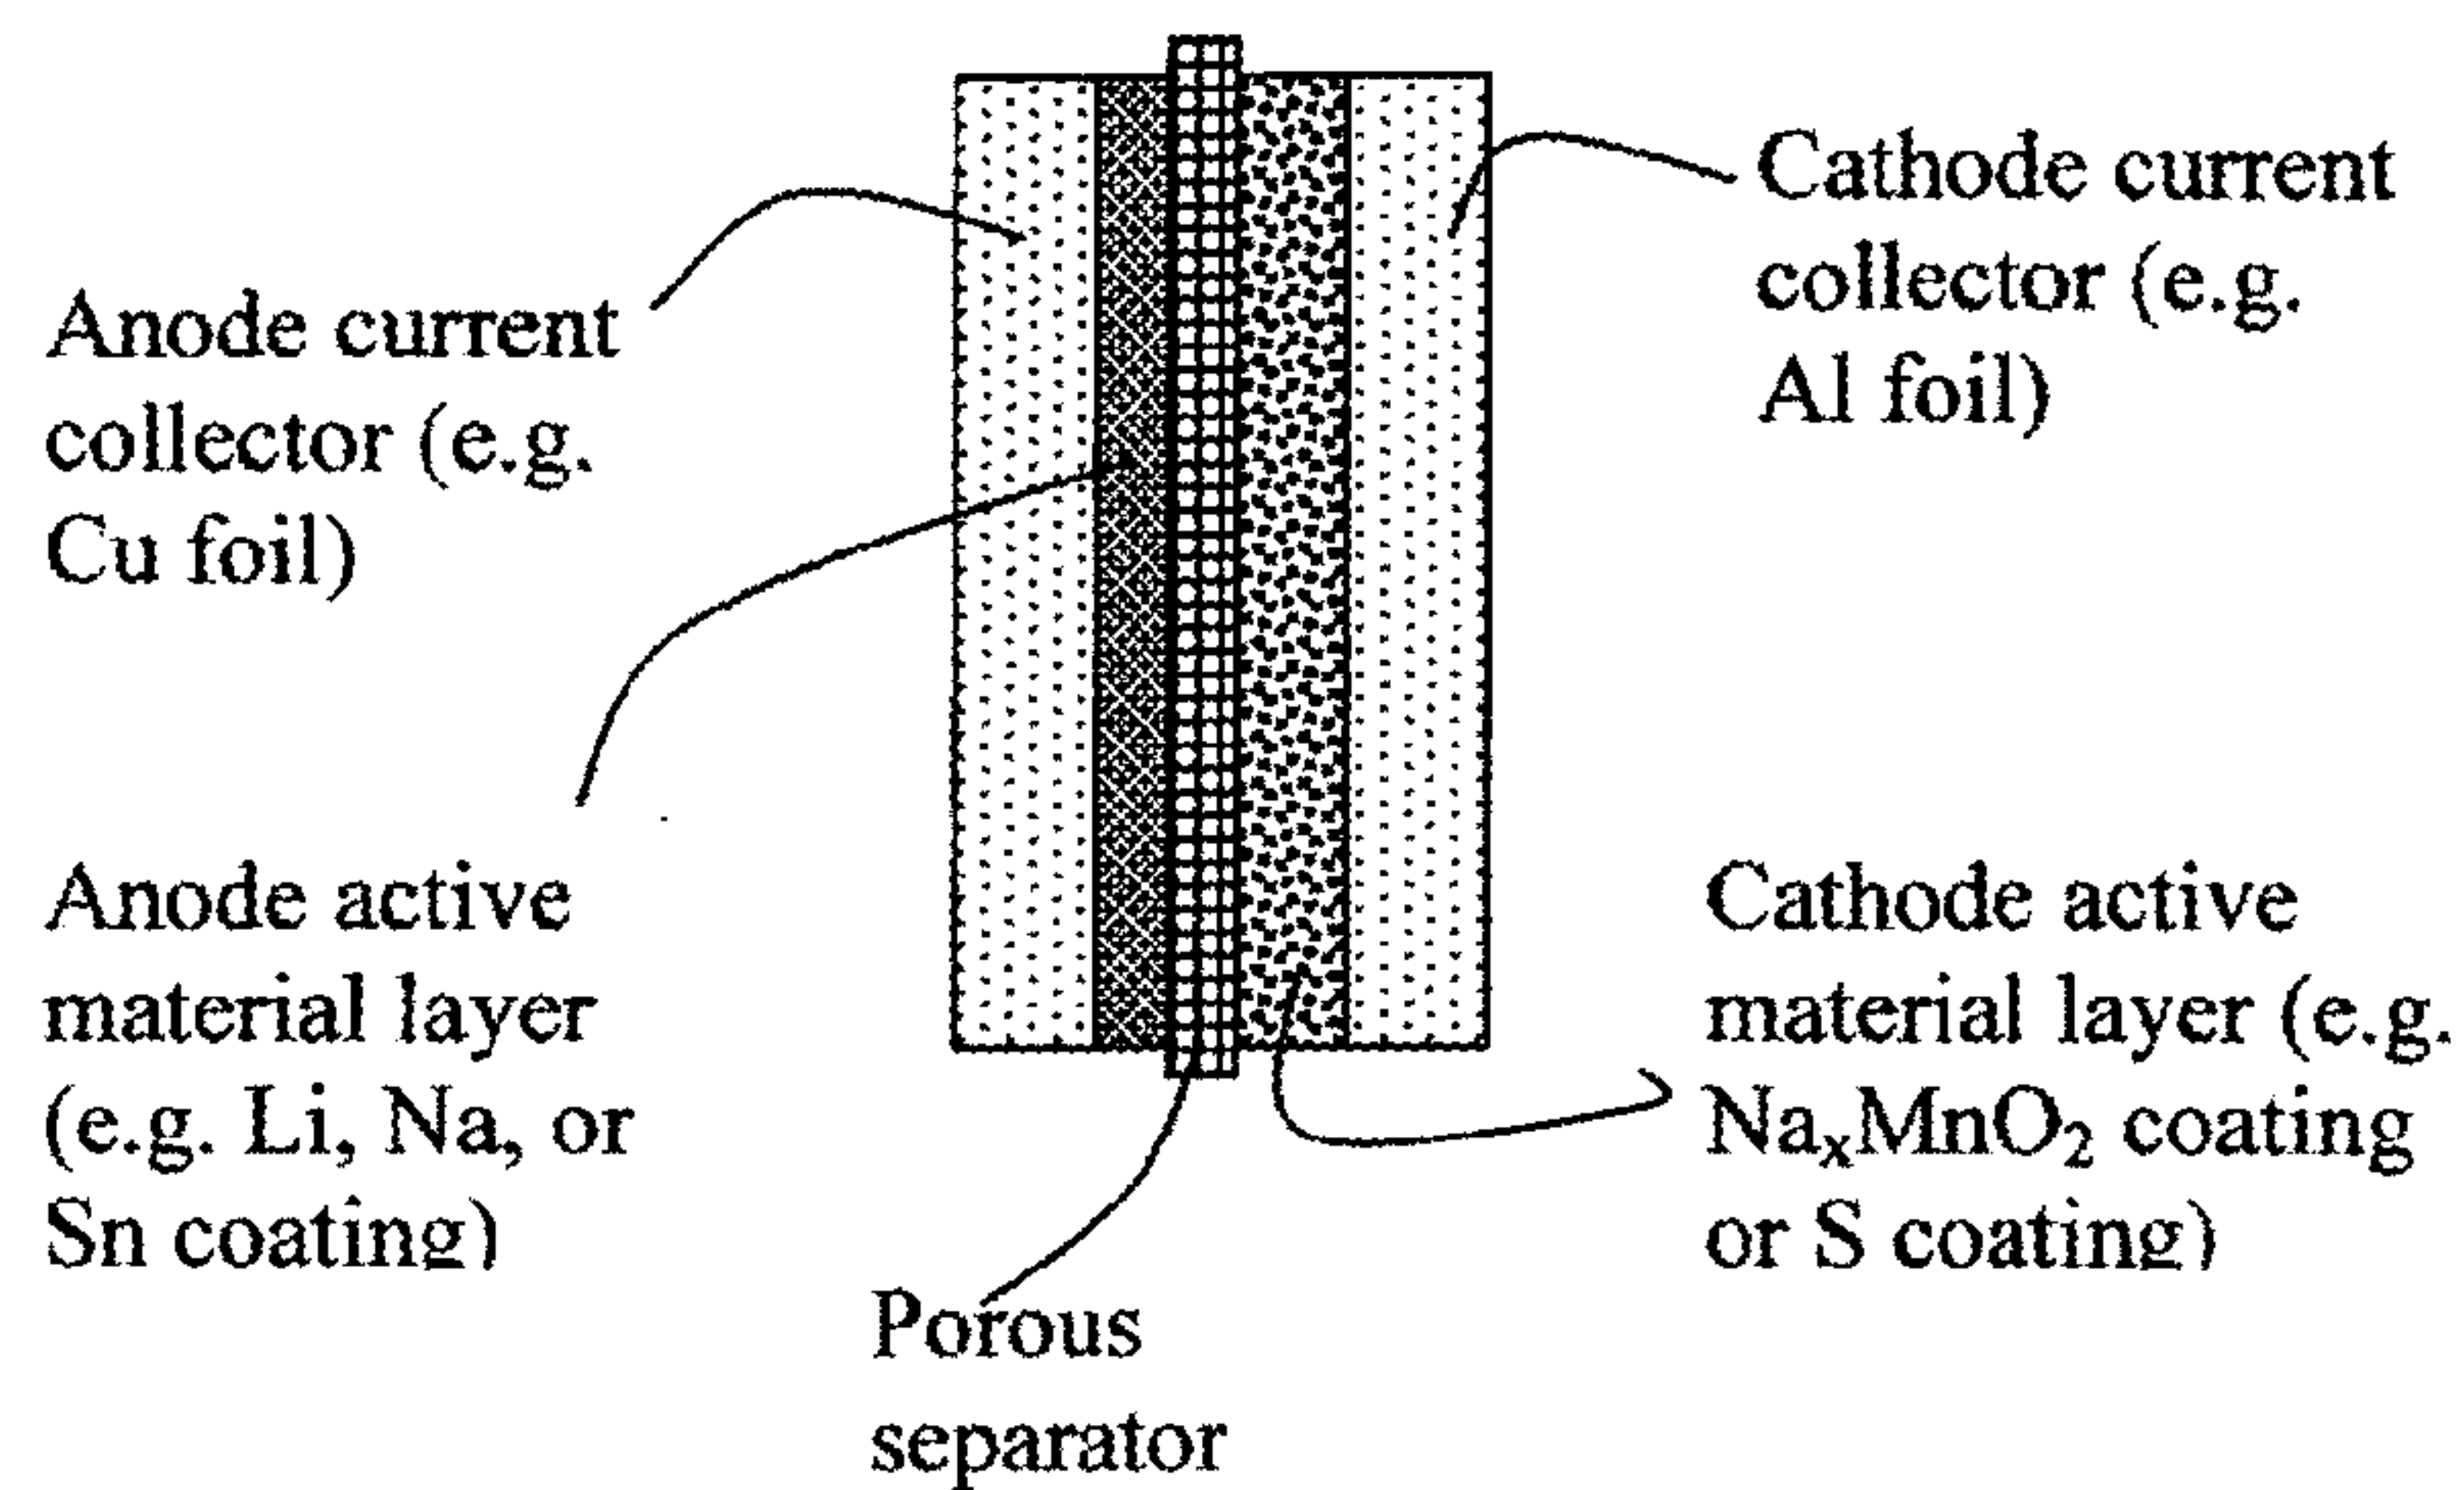 Anode current
collector (e.g.
Cu foil)
Anode active
material layer
(e.g. Li, Na, or
Sn coating)
Porous
separator
Cathode current
collector (e.g.
Al foil)
Cathode active
material layer (e.g.
NaₓMnO₂ coating
or S coating)